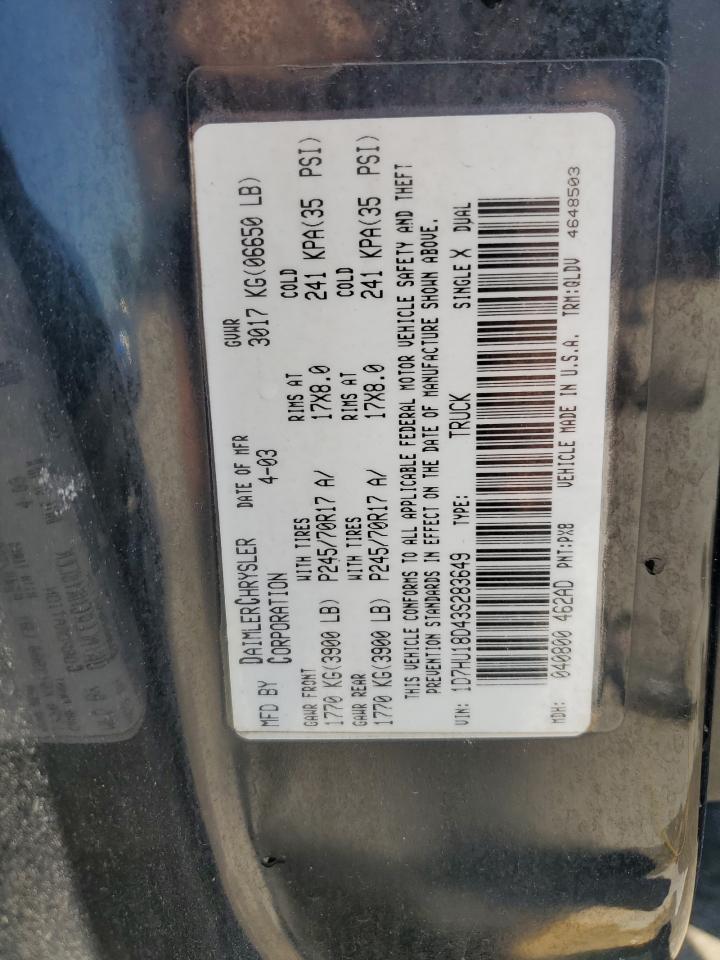 MFD BY DAIMLERCHRYSLER CORPORATION
DATE OF MFR 4-03
GVWR 3017 KG(06650 LB)
GAWR FRONT WITH TIRES RIMS AT COLD
1770 KG(3900 LB) P245/70R17 A/ 17X8.0 241 KPA(35 PSI)
GAWR REAR WITH TIRES RIMS AT COLD
1770 KG(3900 LB) P245/70R17 A/ 17X8.0 241 KPA(35 PSI)
THIS VEHICLE CONFORMS TO ALL APPLICABLE FEDERAL MOTOR VEHICLE SAFETY AND THEFT
PREVENTION STANDARDS IN EFFECT ON THE DATE OF MANUFACTURE SHOWN ABOVE.
VIN: 1D7HU18D43S283649 TYPE: TRUCK SINGLE X DUAL
MDH: 040800 462AD PNT:PX8 VEHICLE MADE IN U.S.A. TRM:QLDV 4648503